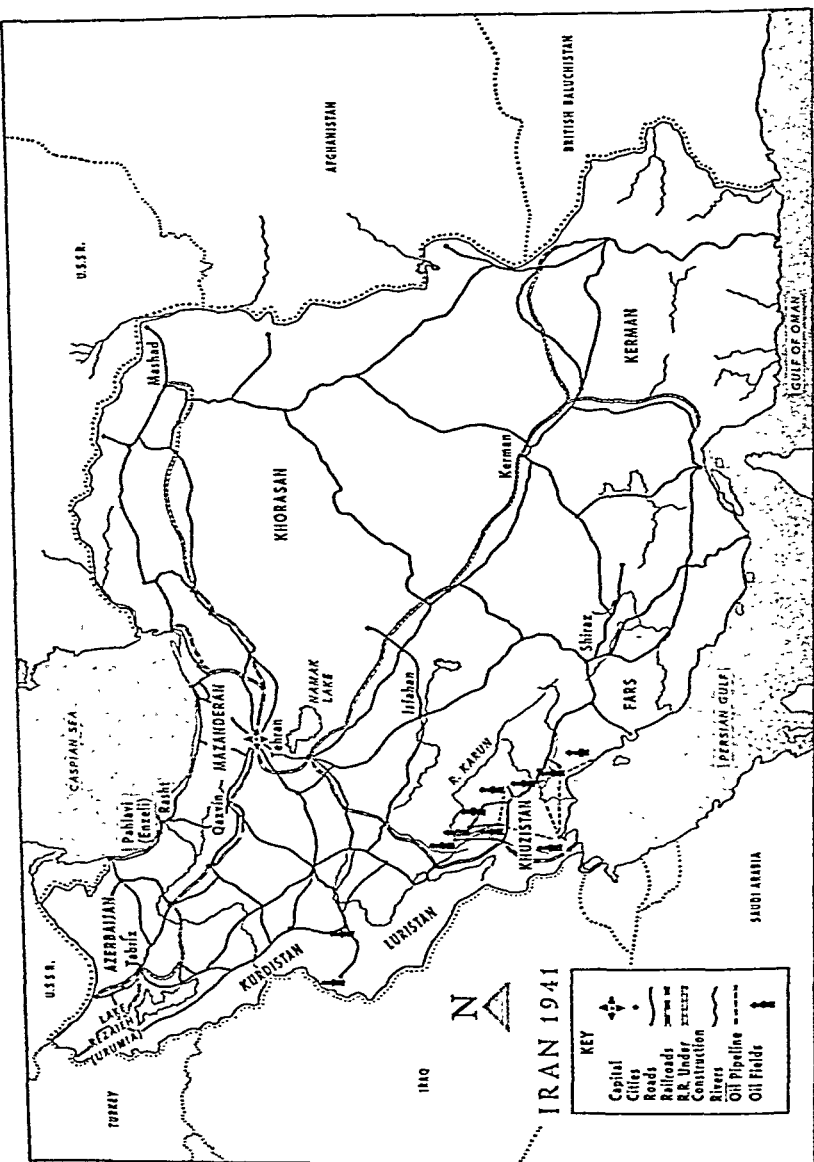 U.S.S.R.
TURKEY
U.S.S.R.
CASPIAN SEA
AZERBAIJAN
Tabriz
LAKE
REZAIEH
(URUMIA)
Pahlavi
(Enzeli)
Rasht
MAZANDERAN
Qazvin
Tehran
NAMAK
LAKE
Mashad
KHORASAN
AFGHANISTAN
KURDISTAN
LURISTAN
IRAQ
R. KARUN
Isfahan
Kerman
BRITISH BALUCHISTAN
KHUZISTAN
Shiraz
FARS
KERMAN
PERSIAN GULF
GULF OF OMAN
SAUDI ARABIA
N
IRAN 1941
KEY
Capital
Cities
Roads
Railroads
R.R. Under
Construction
Rivers
Oil Pipeline
Oil Fields